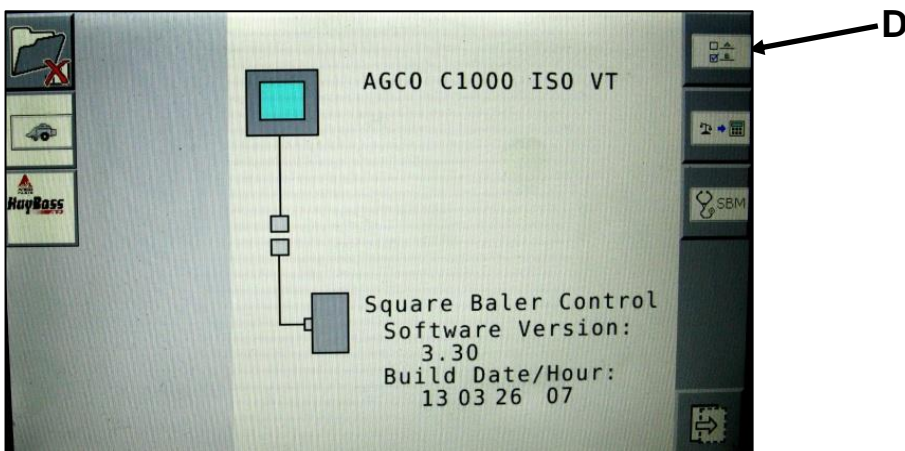 D
AGCO C1000 ISO VT
A
B
HayBoss
SBM
Square Baler Control
Software Version:
3.30
Build Date/Hour:
13 03 26 07